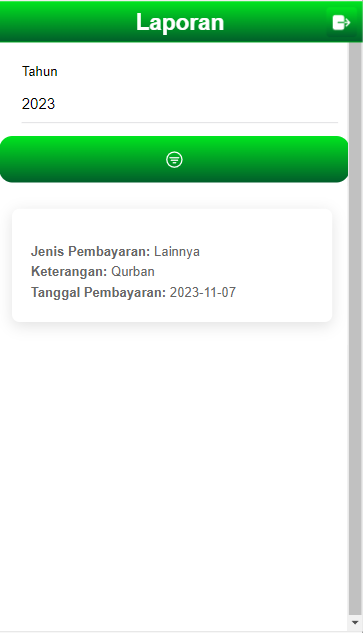 Laporan
Tahun
2023
Jenis Pembayaran: Lainnya
Keterangan: Qurban
Tanggal Pembayaran: 2023-11-07